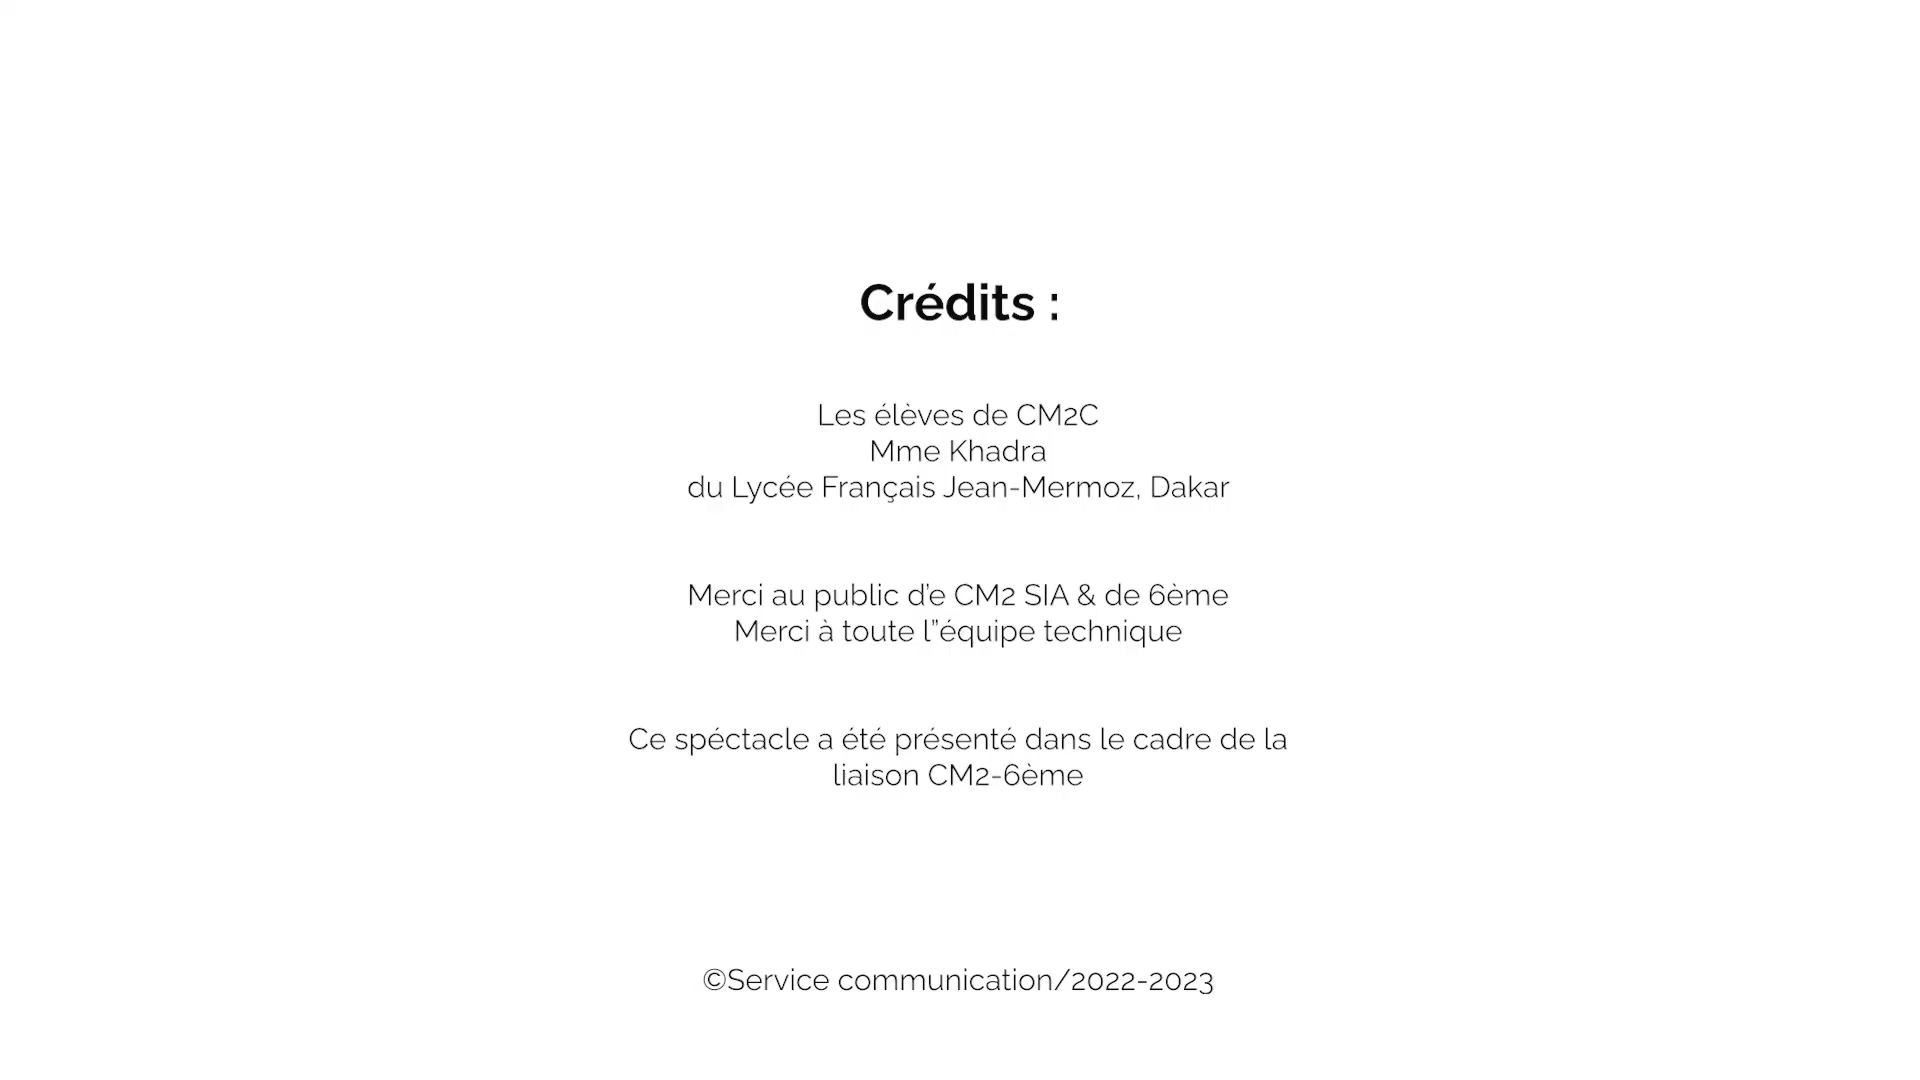 Crédits :
Les élèves de CM2C
Mme Khadra
du Lycée Français Jean-Mermoz, Dakar
Merci au public d’e CM2 SIA & de 6ème
Merci à toute l”équipe technique
Ce spéctacle a été présenté dans le cadre de la
liaison CM2-6ème
©Service communication/2022-2023